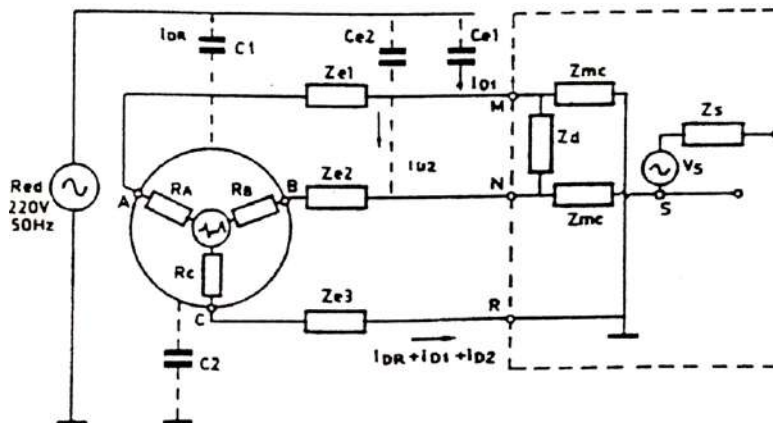 iDR
C1
Ce2
Ce1
iD1
Ze1
M
Zmc
Zs
Zd
Vs
iD2
Red
220V
50Hz
A
RA
RB
B
Ze2
N
Zmc
S
Rc
C
Ze3
R
C2
iDR + iD1 + iD2